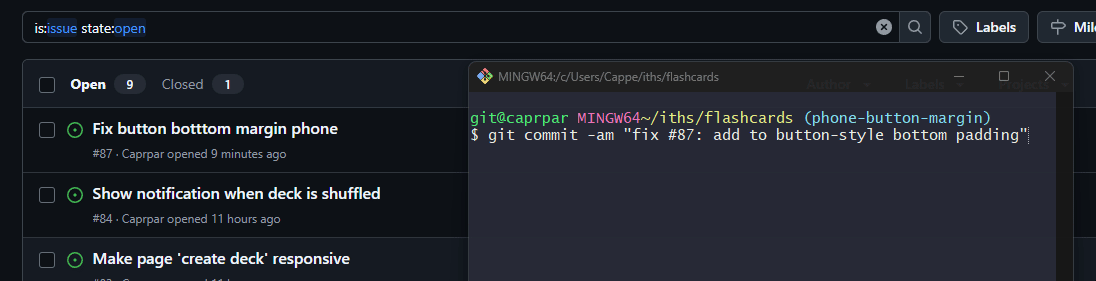 is:issue state:open
Labels
Open 9 Closed 1
MINGW64:/c/Users/Cappe/iths/flashcards
Author
Labels
Projects
git@caprpar MINGW64~/iths/flashcards (phone-button-margin)
$ git commit -am "fix #87: add to button-style bottom padding"
Fix button botttom margin phone
#87 · Caprpar opened 9 minutes ago
Show notification when deck is shuffled
#84 · Caprpar opened 11 hours ago
Make page 'create deck' responsive